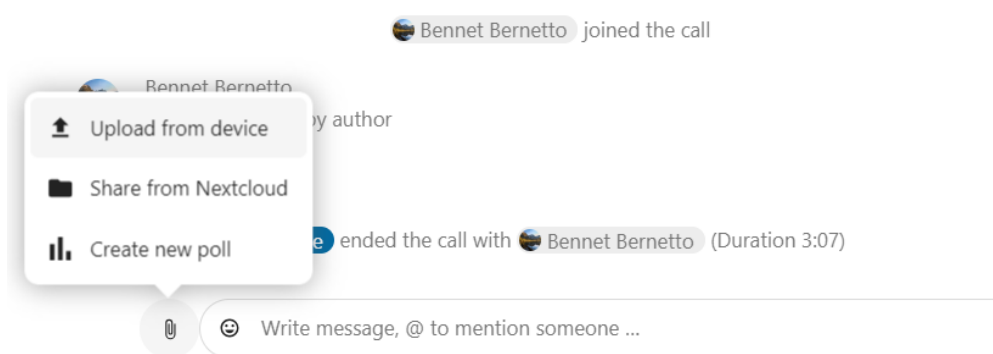 Bennet Bernetto joined the call
Bennet Bernetto
by author
Upload from device
Share from Nextcloud
Create new poll
e ended the call with Bennet Bernetto (Duration 3:07)
Write message, @ to mention someone ...